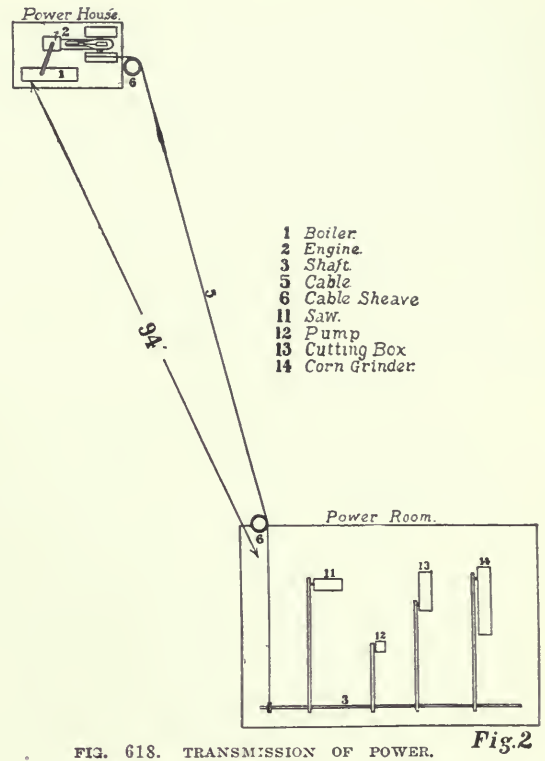 Power House.
2
1
6
5
94'
1 Boiler.
2 Engine.
3 Shaft.
5 Cable
6 Cable Sheave
11 Saw.
12 Pump
13 Cutting Box
14 Corn Grinder.
Power Room.
6
11
12
13
14
3
Fig.2
FIG. 618. TRANSMISSION OF POWER.